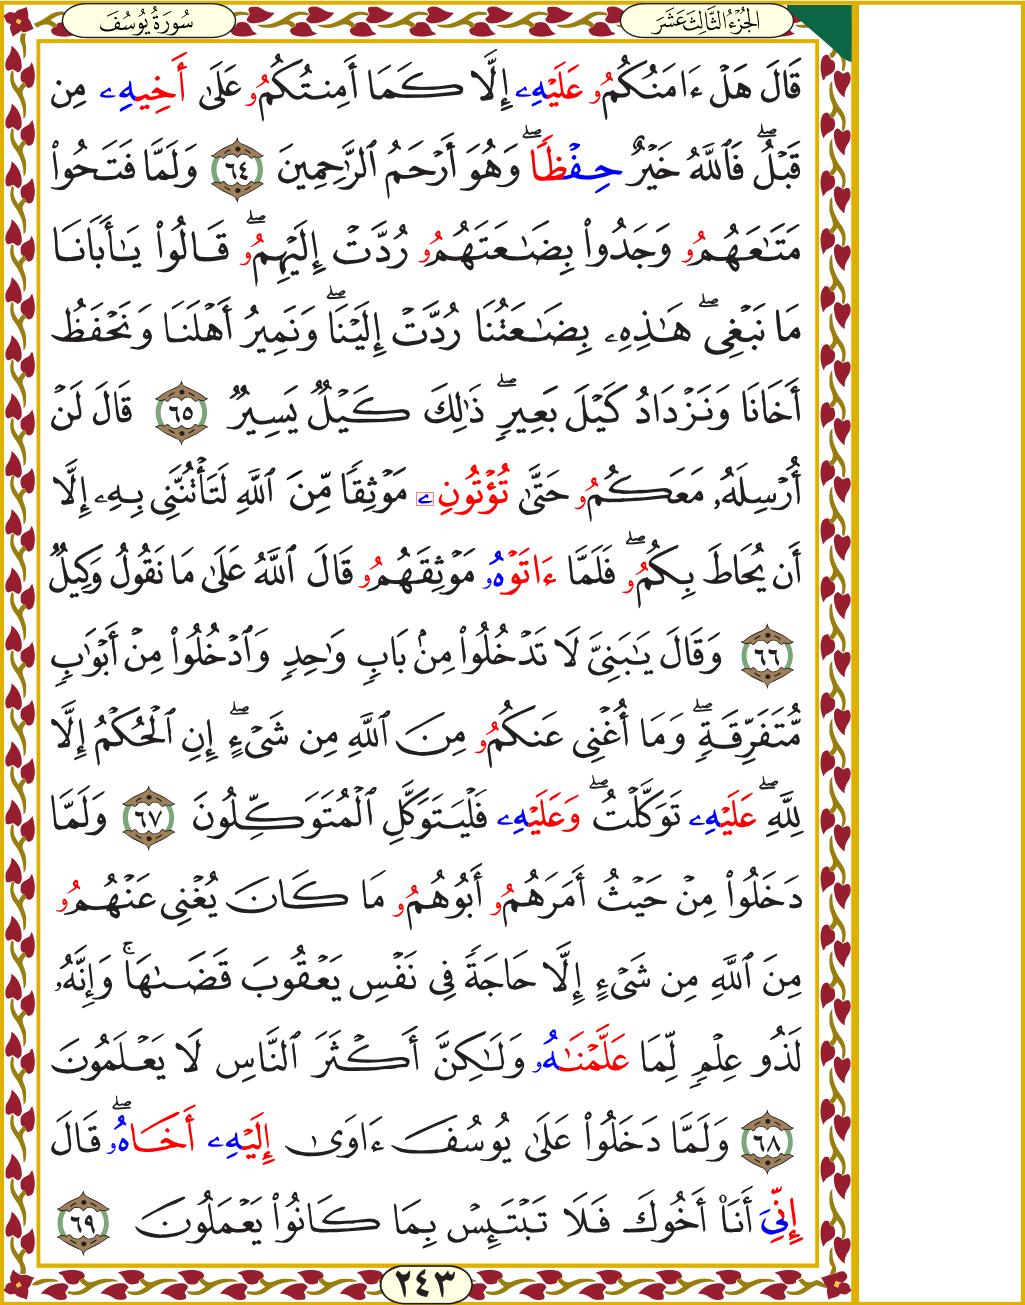 الجُزْءُ الثَّالِثَ عَشَرَ
سُورَةُ يُوسُفَ
قَالَ هَلْ ءَامَنُكُمُۥ عَلَيْهِۦ إِلَّا كَمَا أَمِنتُكُمُۥ عَلَىٰ أَخِيهِۦ مِن
قَبْلُۖ فَٱللَّهُ خَيْرٌ حِفْظًاۖ وَهُوَ أَرْحَمُ ٱلرَّٰحِمِينَ ٦٤ وَلَمَّا فَتَحُواْ
مَتَٰعَهُمُۥ وَجَدُواْ بِضَٰعَتَهُمُۥ رُدَّتْ إِلَيْهِمُۥۖ قَالُواْ يَٰأَبَانَا
مَا نَبْغِىۖ هَٰذِهِۦ بِضَٰعَتُنَا رُدَّتْ إِلَيْنَاۖ وَنَمِيرُ أَهْلَنَا وَنَحْفَظُ
أَخَانَا وَنَزْدَادُ كَيْلَ بَعِيرٍۖ ذَٰلِكَ كَيْلٌ يَسِيرٌ ٦٥ قَالَ لَنْ
أُرْسِلَهُۥ مَعَكُمُۥ حَتَّىٰ تُؤْتُونِۦ مَوْثِقًا مِّنَ ٱللَّهِ لَتَأْتُنَّنِى بِهِۦ إِلَّا
أَن يُحَاطَ بِكُمُۥۖ فَلَمَّا ءَاتَوْهُۥ مَوْثِقَهُمُۥ قَالَ ٱللَّهُ عَلَىٰ مَا نَقُولُ وَكِيلٌ
٦٦ وَقَالَ يَٰبَنِىَّ لَا تَدْخُلُواْ مِنۢ بَابٍ وَٰحِدٍ وَٱدْخُلُواْ مِنْ أَبْوَٰبٍ
مُّتَفَرِّقَةٍۖ وَمَا أُغْنِى عَنكُمُۥ مِنَ ٱللَّهِ مِن شَىْءٍۖ إِنِ ٱلْحُكْمُ إِلَّا
لِلَّهِۖ عَلَيْهِۦ تَوَكَّلْتُۖ وَعَلَيْهِۦ فَلْيَتَوَكَّلِ ٱلْمُتَوَكِّلُونَ ٦٧ وَلَمَّا
دَخَلُواْ مِنْ حَيْثُ أَمَرَهُمُۥ أَبُوهُمُۥ مَا كَانَ يُغْنِى عَنْهُمُۥ
مِنَ ٱللَّهِ مِن شَىْءٍ إِلَّا حَاجَةً فِى نَفْسِ يَعْقُوبَ قَضَىٰهَاۚ وَإِنَّهُۥ
لَذُو عِلْمٍ لِّمَا عَلَّمْنَٰهُۥ وَلَٰكِنَّ أَكْثَرَ ٱلنَّاسِ لَا يَعْلَمُونَ
٦٨ وَلَمَّا دَخَلُواْ عَلَىٰ يُوسُفَ ءَاوَىٰ إِلَيْهِۦ أَخَاهُۥۖ قَالَ
إِنِّىَ أَنَا۠ أَخُوكَ فَلَا تَبْتَئِسْ بِمَا كَانُواْ يَعْمَلُونَ ٦٩
٢٤٣